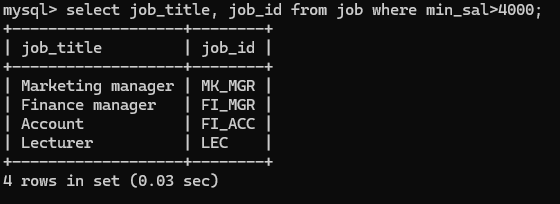 mysql> select job_title, job_id from job where min_sal>4000;
+-------------------+--------+
| job_title         | job_id |
+-------------------+--------+
| Marketing manager | MK_MGR |
| Finance manager   | FI_MGR |
| Account           | FI_ACC |
| Lecturer          | LEC    |
+-------------------+--------+
4 rows in set (0.03 sec)